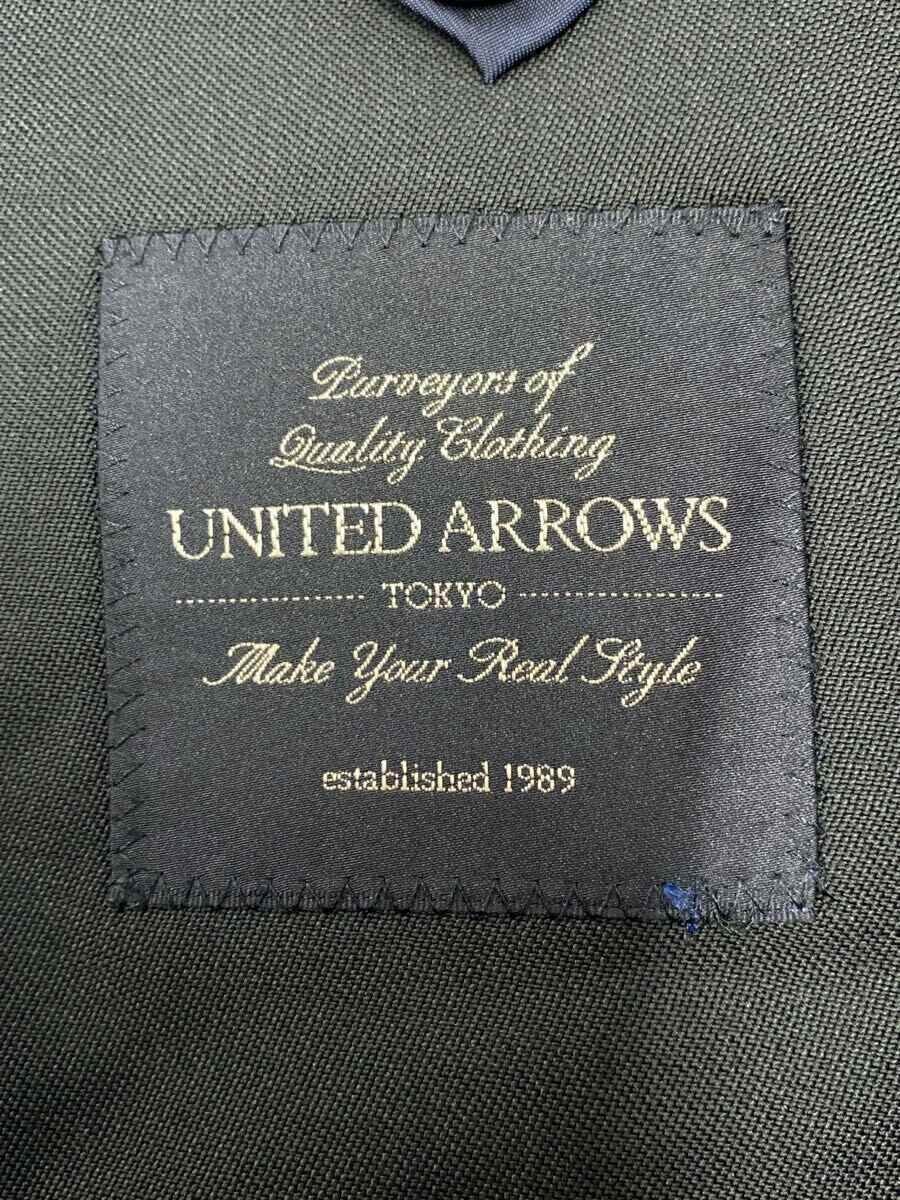 Purveyors of
Quality Clothing
UNITED ARROWS
TOKYO
Make Your Real Style
established 1989